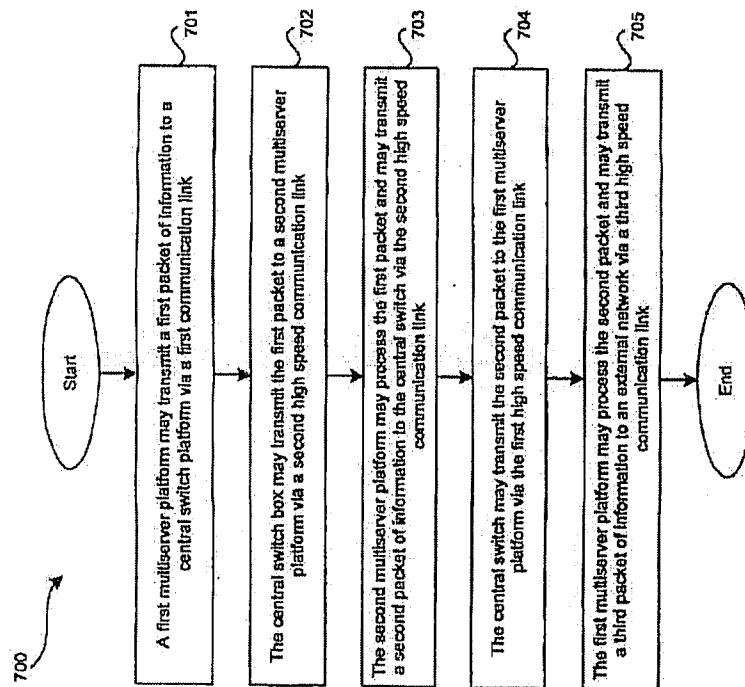 700
Start
A first multiserver platform may transmit a first packet of information to a
central switch platform via a first communication link
701
The central switch box may transmit the first packet to a second multiserver
platform via a second high speed communication link
702
The second multiserver platform may process the first packet and may transmit
a second packet of information to the central switch via the second high speed
communication link
703
The central switch may transmit the second packet to the first multiserver
platform via the first high speed communication link
704
The first multiserver platform may process the second packet and may transmit
a third packet of information to an external network via a third high speed
communication link
705
End